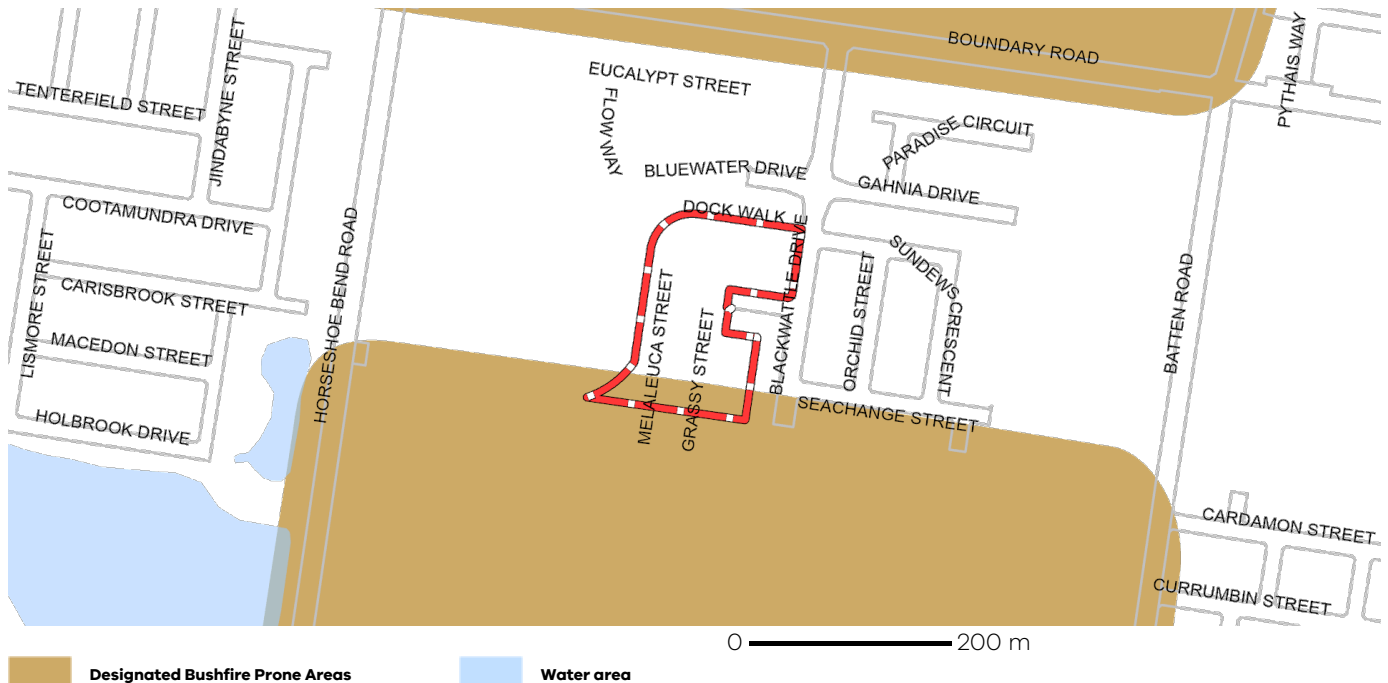 BOUNDARY ROAD
PYTHAIS WAY
EUCALYPT STREET
JINDABYNE STREET
TENTERFIELD STREET
FLOW WAY
PARADISE CIRCUIT
BLUEWATER DRIVE
GAHNIA DRIVE
COOTAMUNDRA DRIVE
DOCK WALK
HORSESHOE BEND ROAD
BLACKWATTLE DRIVE
SUNDEWS CRESCENT
LISMORE STREET
CARISBROOK STREET
MELALEUCA STREET
GRASSY STREET
ORCHID STREET
BATTEN ROAD
MACEDON STREET
HOLBROOK DRIVE
SEACHANGE STREET
CARDAMON STREET
CURRUMBIN STREET
0 200 m
Designated Bushfire Prone Areas
Water area